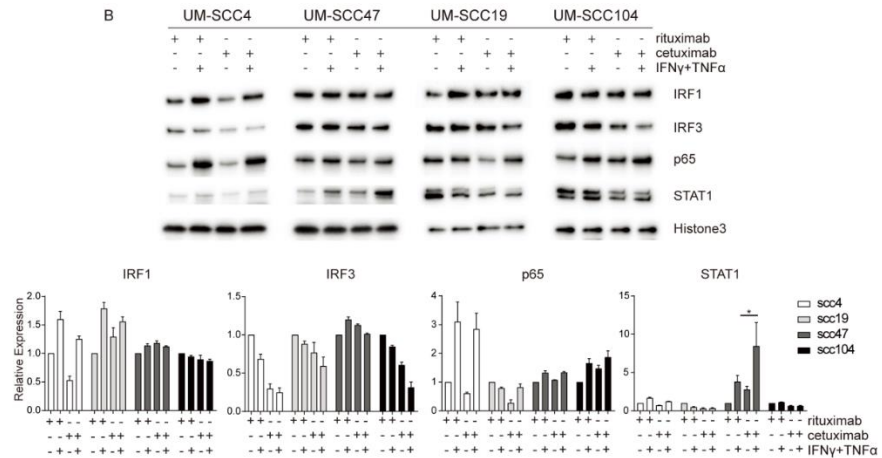 B UM-SCC4 UM-SCC47 UM-SCC19 UM-SCC104
+ + - - + + - - + + - - + + - - rituximab
- - + + - - + + - - + + - - + + cetuximab
- + - + - + - + - + - + - + - + IFNγ+TNFα
IRF1
IRF3
p65
STAT1
Histone3
IRF1 IRF3 p65 STAT1
Relative Expression
2.0
1.5
1.0
0.5
0.0
1.5
1.0
0.5
0.0
4
3
2
1
0
15
10
5
0
*
scc4
scc19
scc47
scc104
++-- ++-- ++-- ++-- ++-- ++-- ++-- ++-- ++-- ++-- ++-- ++-- ++-- ++-- ++-- ++-- rituximab
--++ --++ --++ --++ --++ --++ --++ --++ --++ --++ --++ --++ --++ --++ --++ --++ cetuximab
-+-+ -+-+ -+-+ -+-+ -+-+ -+-+ -+-+ -+-+ -+-+ -+-+ -+-+ -+-+ -+-+ -+-+ -+-+ -+-+ IFNγ+TNFα